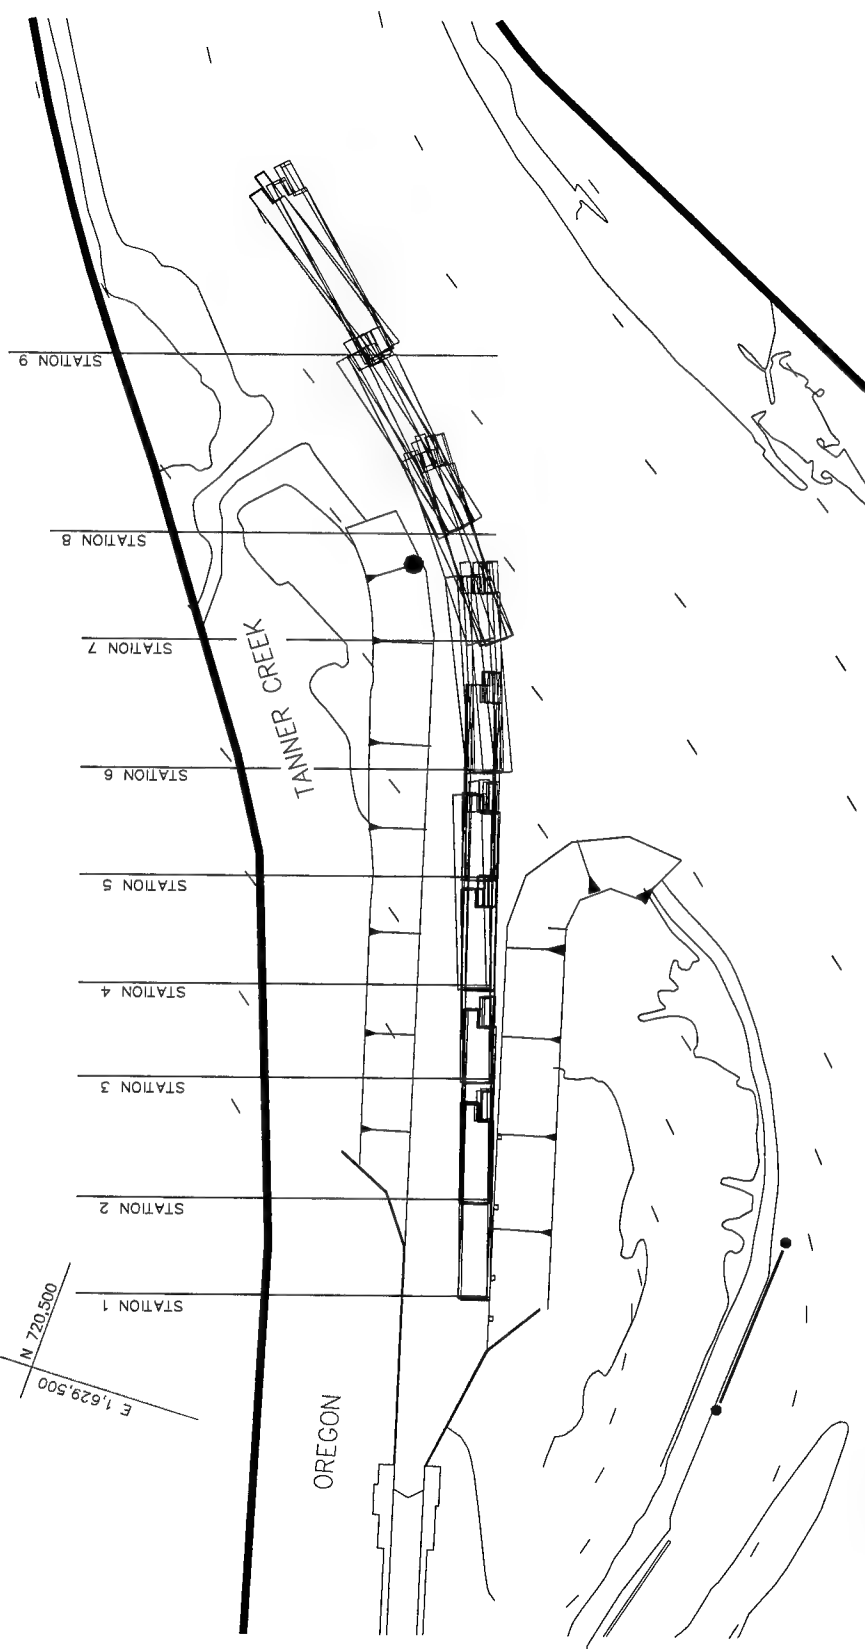 STATION 9
STATION 8
STATION 7
TANNER CREEK
STATION 6
STATION 5
STATION 4
STATION 3
STATION 2
STATION 1
N 720,500
E 1,629,500
OREGON